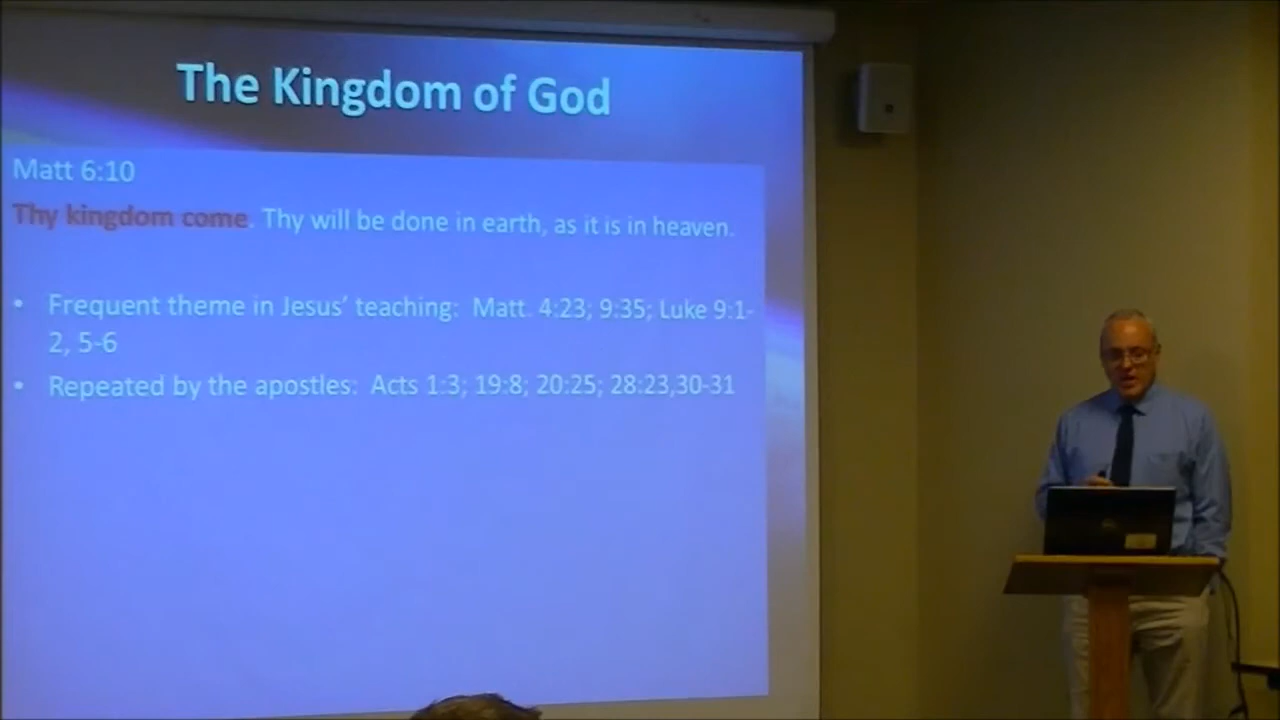 The Kingdom of God
Matt 6:10
Thy kingdom come. Thy will be done in earth, as it is in heaven.
• Frequent theme in Jesus' teaching: Matt. 4:23; 9:35; Luke 9:1-
2, 5-6
• Repeated by the apostles: Acts 1:3; 19:8; 20:25; 28:23,30-31